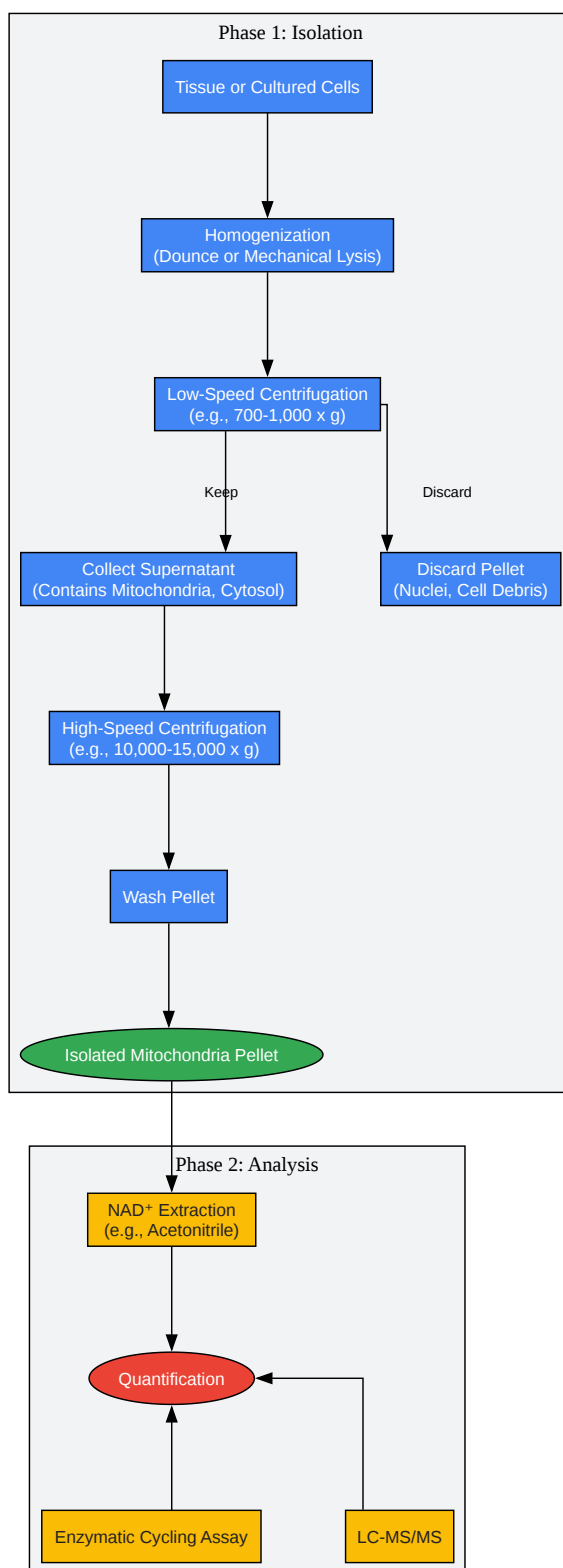 Phase 1: Isolation
Tissue or Cultured Cells
Homogenization
(Dounce or Mechanical Lysis)
Low-Speed Centrifugation
(e.g., 700-1,000 x g)
Keep
Discard
Collect Supernatant
(Contains Mitochondria, Cytosol)
Discard Pellet
(Nuclei, Cell Debris)
High-Speed Centrifugation
(e.g., 10,000-15,000 x g)
Wash Pellet
Isolated Mitochondria Pellet
Phase 2: Analysis
NAD⁺ Extraction
(e.g., Acetonitrile)
Quantification
Enzymatic Cycling Assay
LC-MS/MS